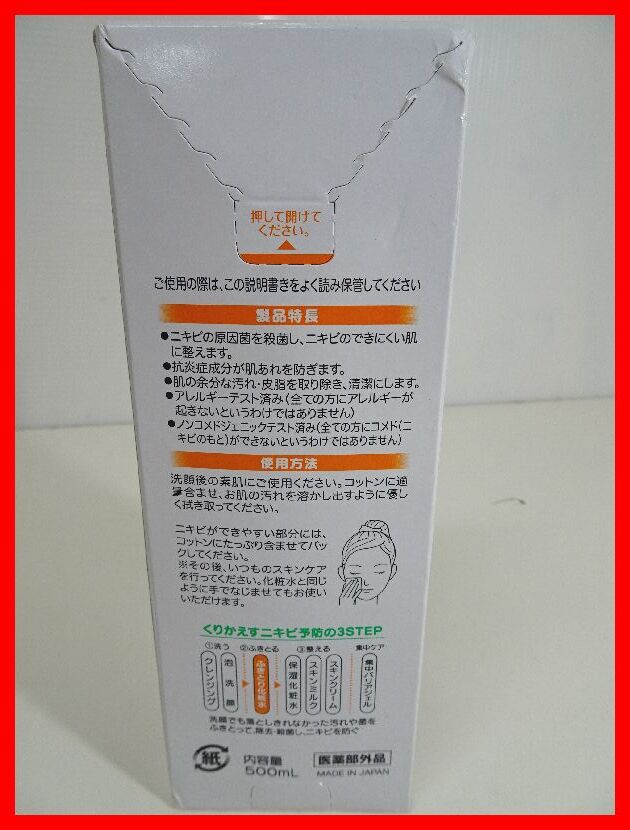 押して開けて
ください。
ご使用の際は、この説明書きをよく読み保管してください
製品特長
●ニキビの原因菌を殺菌し、ニキビのできにくい肌
に整えます。
●抗炎症成分が肌あれを防ぎます。
●肌の余分な汚れ・皮脂を取り除き、清潔にします。
●アレルギーテスト済み(全ての方にアレルギーが
起きないというわけではありません)
●ノンコメドジェニックテスト済み(全ての方にコメド(ニ
キビのもと)ができないというわけではありません)
使用方法
洗顔後の素肌にご使用ください。コットンに適
量含ませ、お肌の汚れを溶かし出すように優し
く拭き取ってください。
ニキビができやすい部分には、
コットンにたっぷり含ませてパッ
クしてください。
※その後、いつものスキンケア
を行ってください。化粧水と同じ
ように手でなじませてもお使い
いただけます。
くりかえすニキビ予防の3STEP
①洗う ②ふきとる ③整える 集中ケア
クレンジング
泡洗顔
ふきとり化粧水
保湿化粧水
スキンミルク
スキンクリーム
集中バリアジェル
洗顔でも落としきれなかった汚れや菌を
ふきとって、除去・殺菌し、ニキビを防ぐ
紙
内容量
500mL
医薬部外品
MADE IN JAPAN